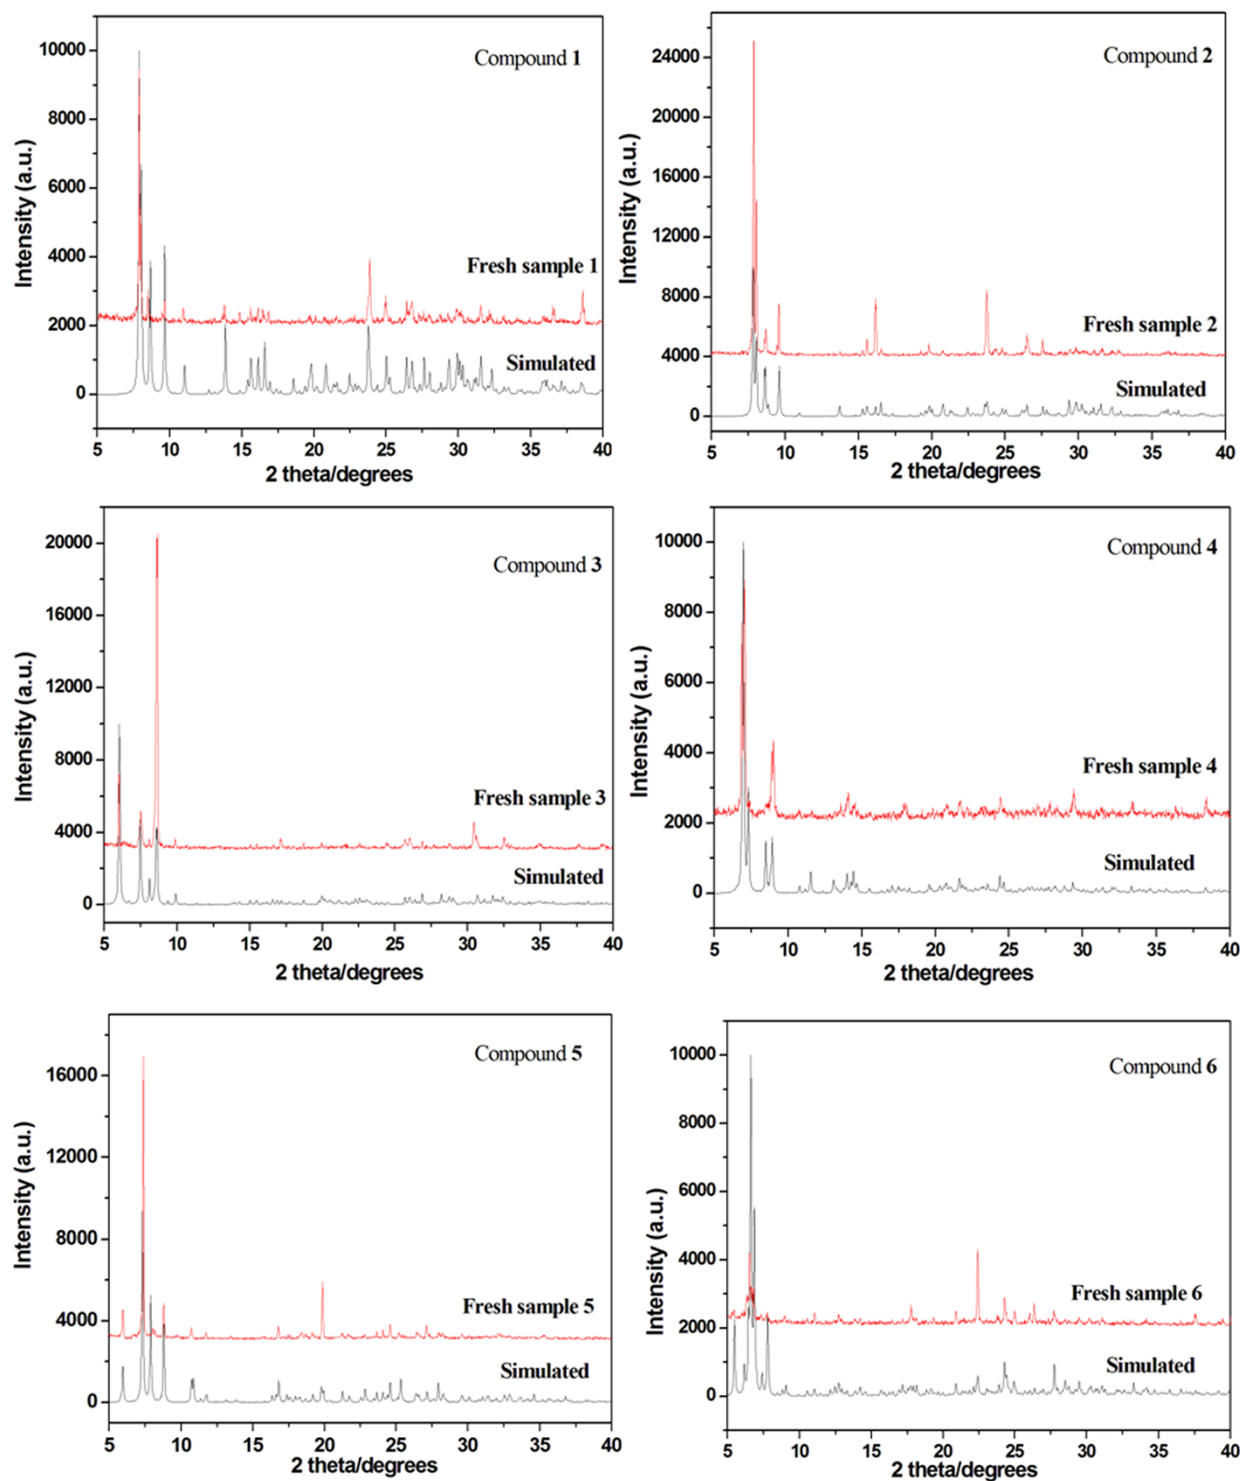 Compound 1
Intensity (a.u.)
10000
8000
6000
4000
2000
0
Fresh sample 1
Simulated
5 10 15 20 25 30 35 40
2 theta/degrees
Compound 2
Intensity (a.u.)
24000
20000
16000
12000
8000
4000
0
Fresh sample 2
Simulated
5 10 15 20 25 30 35 40
2 theta/degrees
Compound 3
Intensity (a.u.)
20000
16000
12000
8000
4000
0
Fresh sample 3
Simulated
5 10 15 20 25 30 35 40
2 theta/degrees
Compound 4
Intensity (a.u.)
10000
8000
6000
4000
2000
0
Fresh sample 4
Simulated
5 10 15 20 25 30 35 40
2 theta/degrees
Compound 5
Intensity (a.u.)
16000
12000
8000
4000
0
Fresh sample 5
Simulated
5 10 15 20 25 30 35 40
2 theta/degrees
Compound 6
Intensity (a.u.)
10000
8000
6000
4000
2000
0
Fresh sample 6
Simulated
5 10 15 20 25 30 35 40
2 theta/degrees